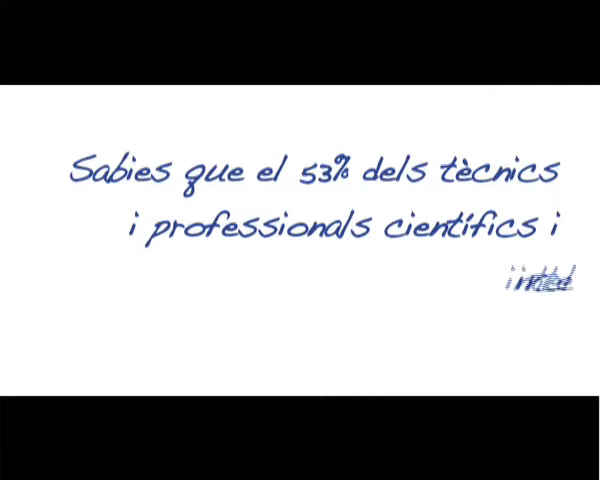 Sabies que el 53% dels tècnics
i professionals científics i